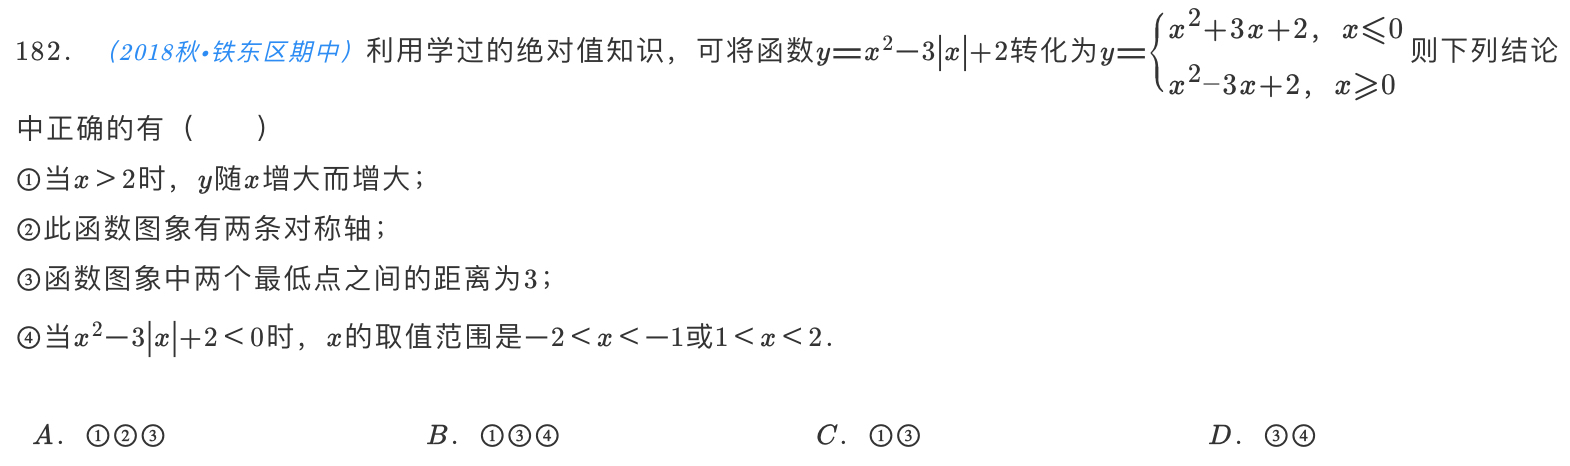 182. （2018秋•铁东区期中）利用学过的绝对值知识，可将函数y=x²−3|x|+2转化为y={x²+3x+2，x⩽0 x²−3x+2，x⩾0 则下列结论
中正确的有（　　）
①当x>2时，y随x增大而增大；
②此函数图象有两条对称轴；
③函数图象中两个最低点之间的距离为3；
④当x²−3|x|+2<0时，x的取值范围是−2<x<−1或1<x<2.
A. ①②③ B. ①③④ C. ①③ D. ③④